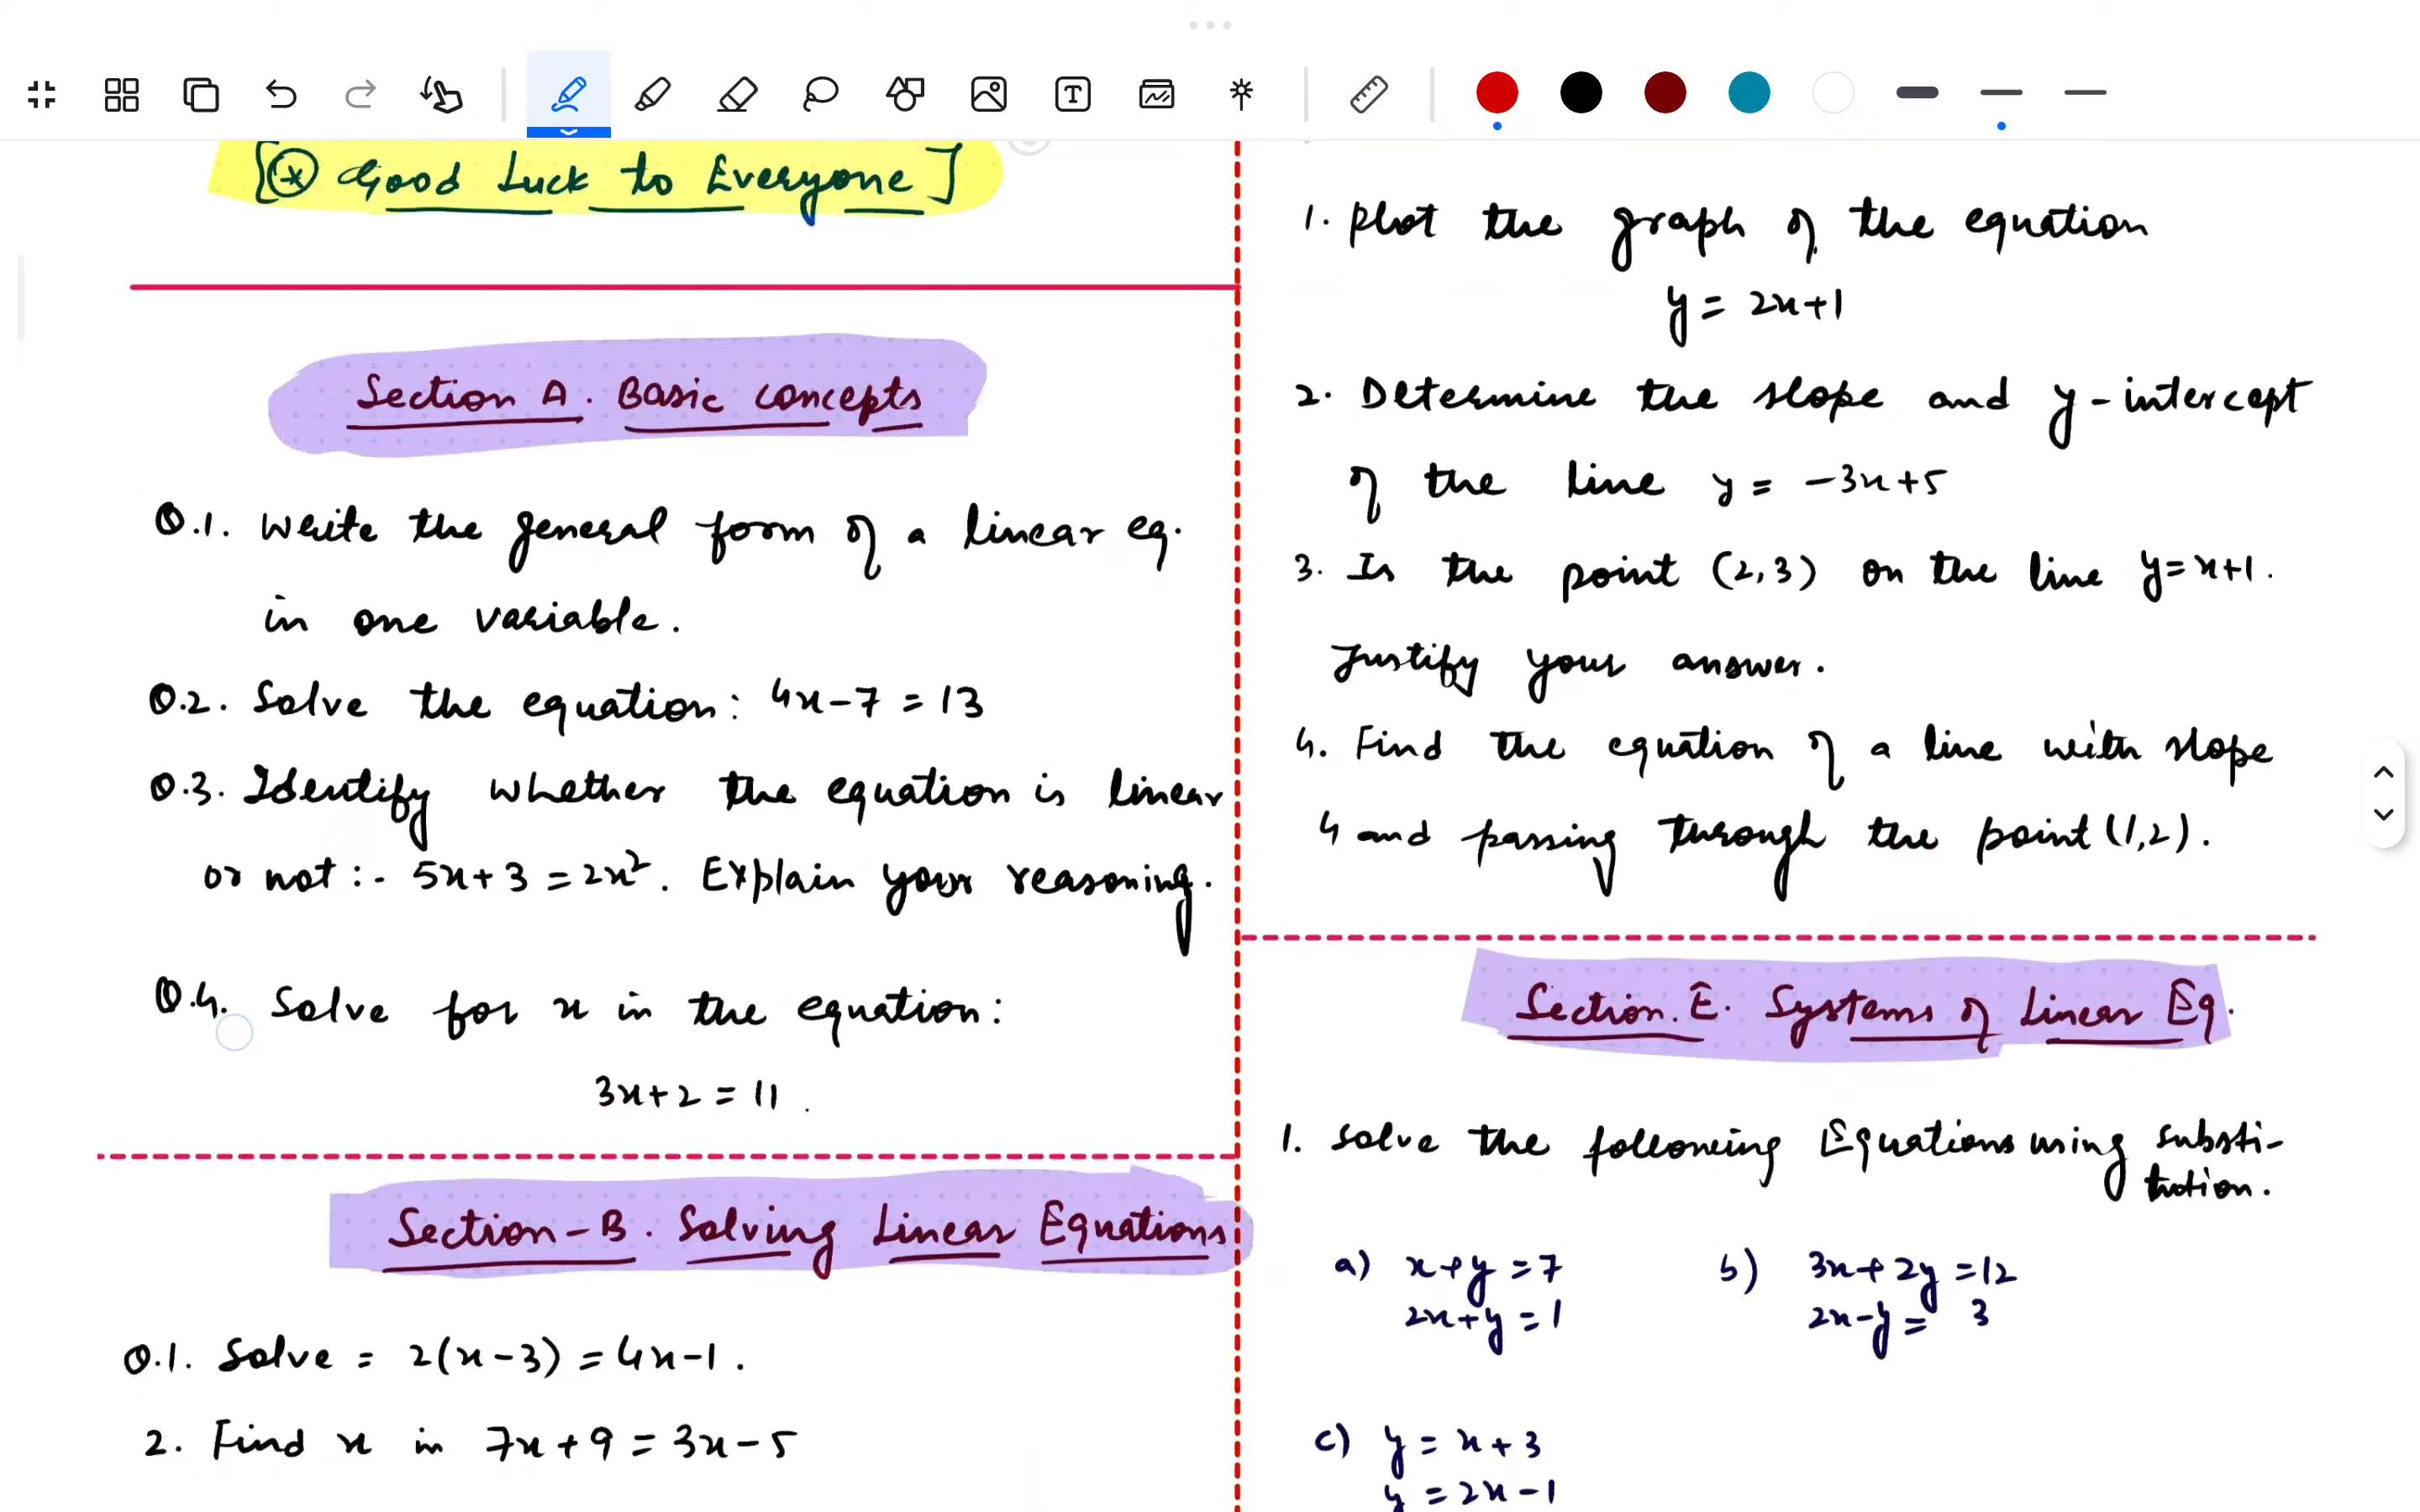 [* Good Luck to Everyone]
Section A. Basic concepts
Q.1. Write the general form of a linear eq.
in one variable.
Q.2. Solve the equation: 4x-7 = 13
Q.3. Identify whether the equation is linear
or not :- 5x+3 = 2x². Explain your reasoning.
Q.4. Solve for x in the equation:
3x+2 = 11.
Section-B. Solving Linear Equations
Q.1. Solve = 2(x-3) = 4x-1.
2. Find x in 7x+9 = 3x-5
1. Plot the graph of the equation
y = 2x+1
2. Determine the slope and y-intercept
of the line y = -3x+5
3. Is the point (2,3) on the line y=x+1.
Justify your answer.
4. Find the equation of a line with slope
4 and passing through the point (1,2).
Section. E. Systems of Linear Eq.
1. Solve the following Equations using substi-
tution.
a) x+y = 7 b) 3x+2y = 12
2x+y = 1 2x-y = 3
c) y = x+3
y = 2x-1